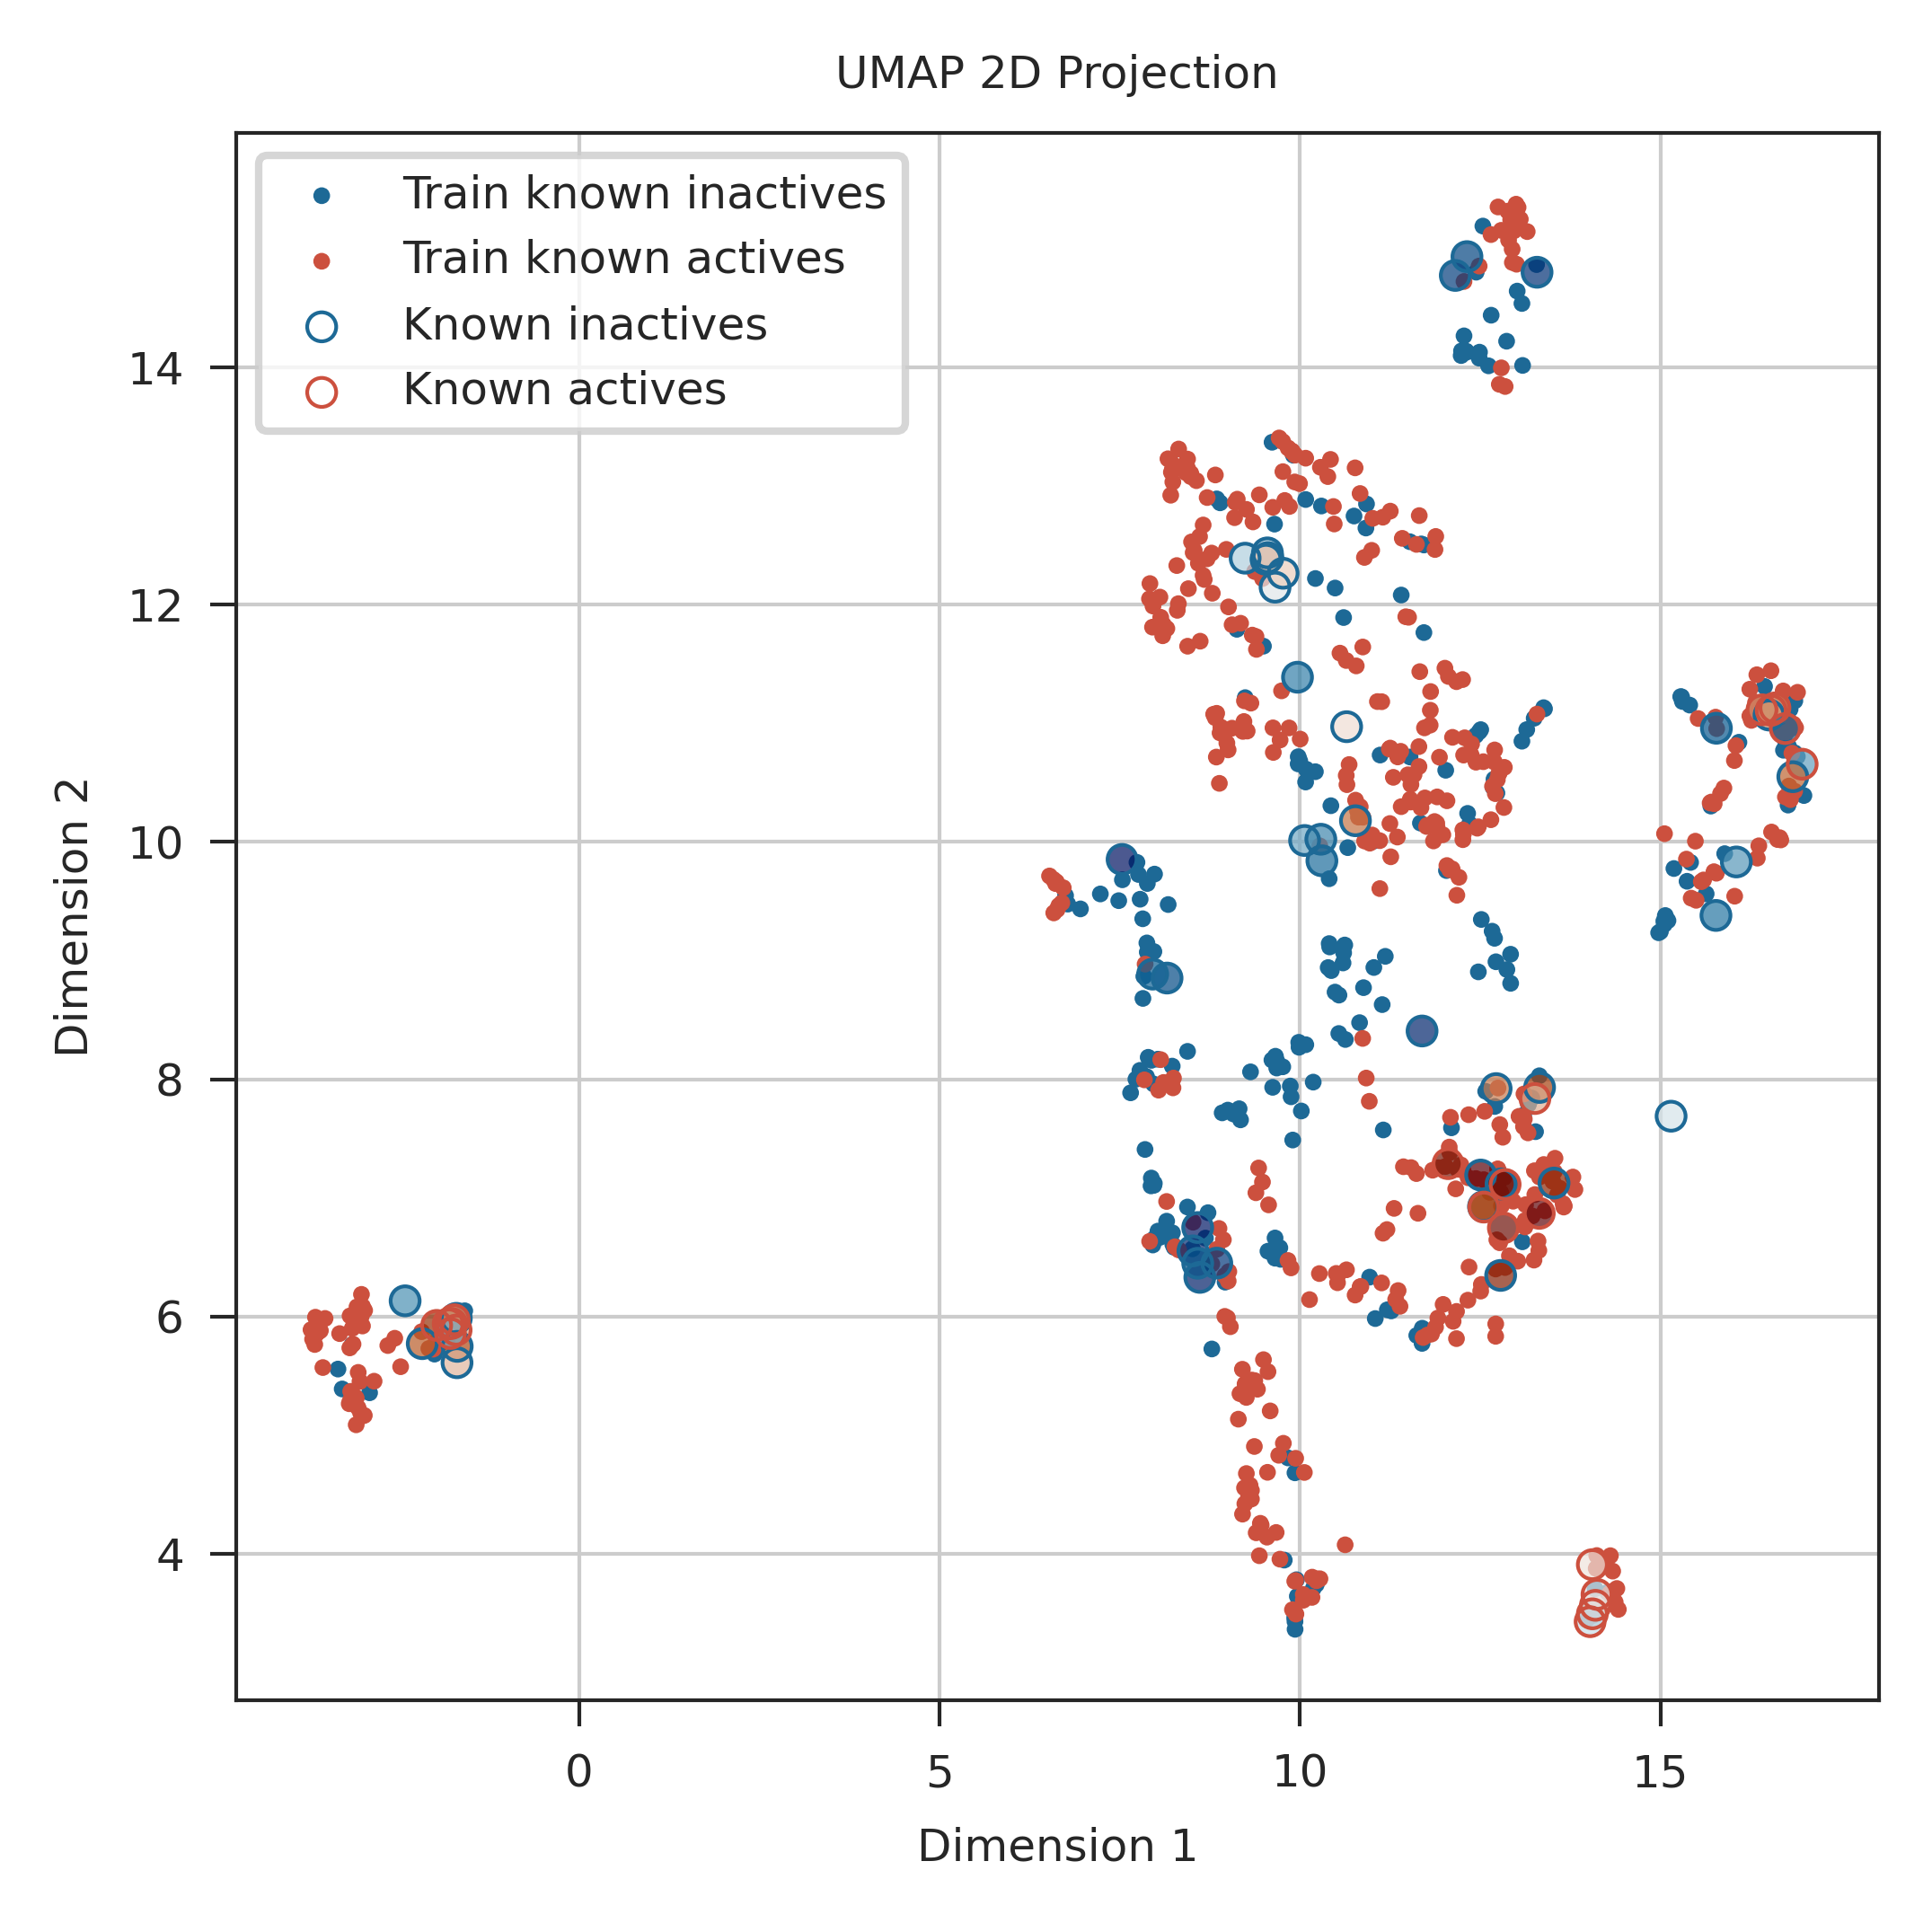 UMAP 2D Projection
Train known inactives
Train known actives
Known inactives
Known actives
14
12
10
8
6
4
Dimension 2
0
5
10
15
Dimension 1